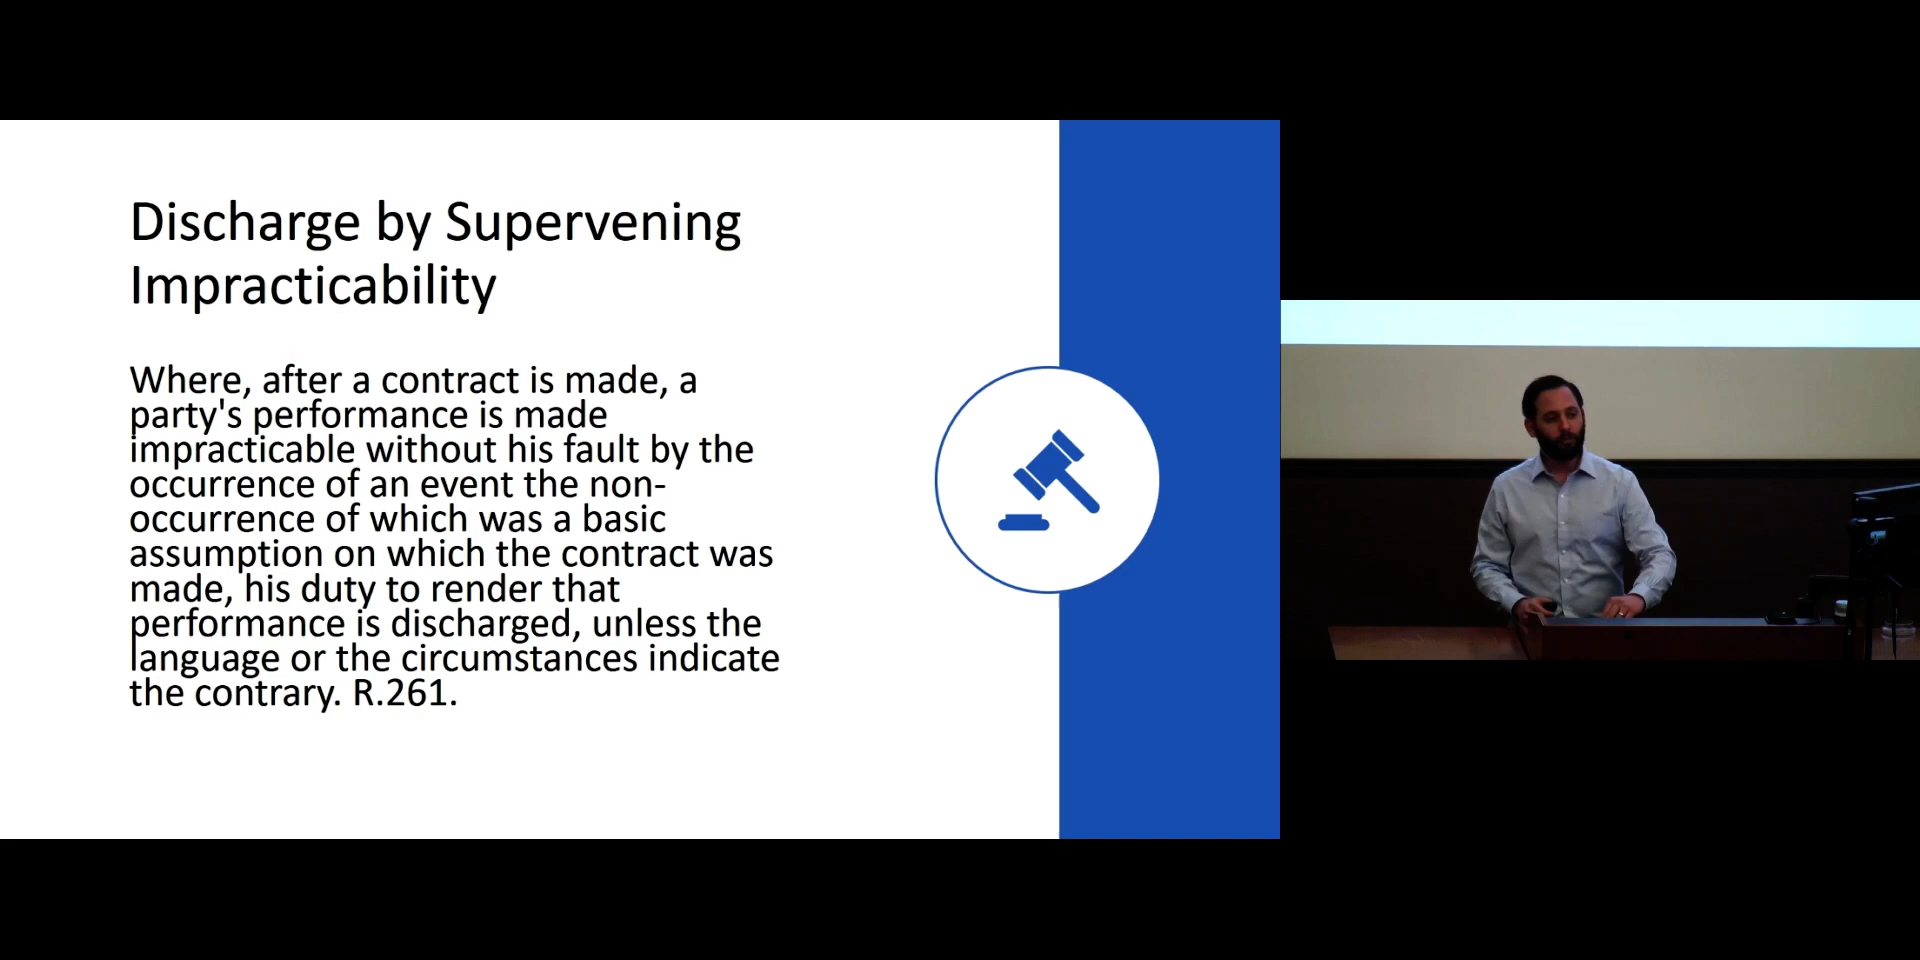 Discharge by Supervening
Impracticability
Where, after a contract is made, a
party's performance is made
impracticable without his fault by the
occurrence of an event the non-
occurrence of which was a basic
assumption on which the contract was
made, his duty to render that
performance is discharged, unless the
language or the circumstances indicate
the contrary. R.261.